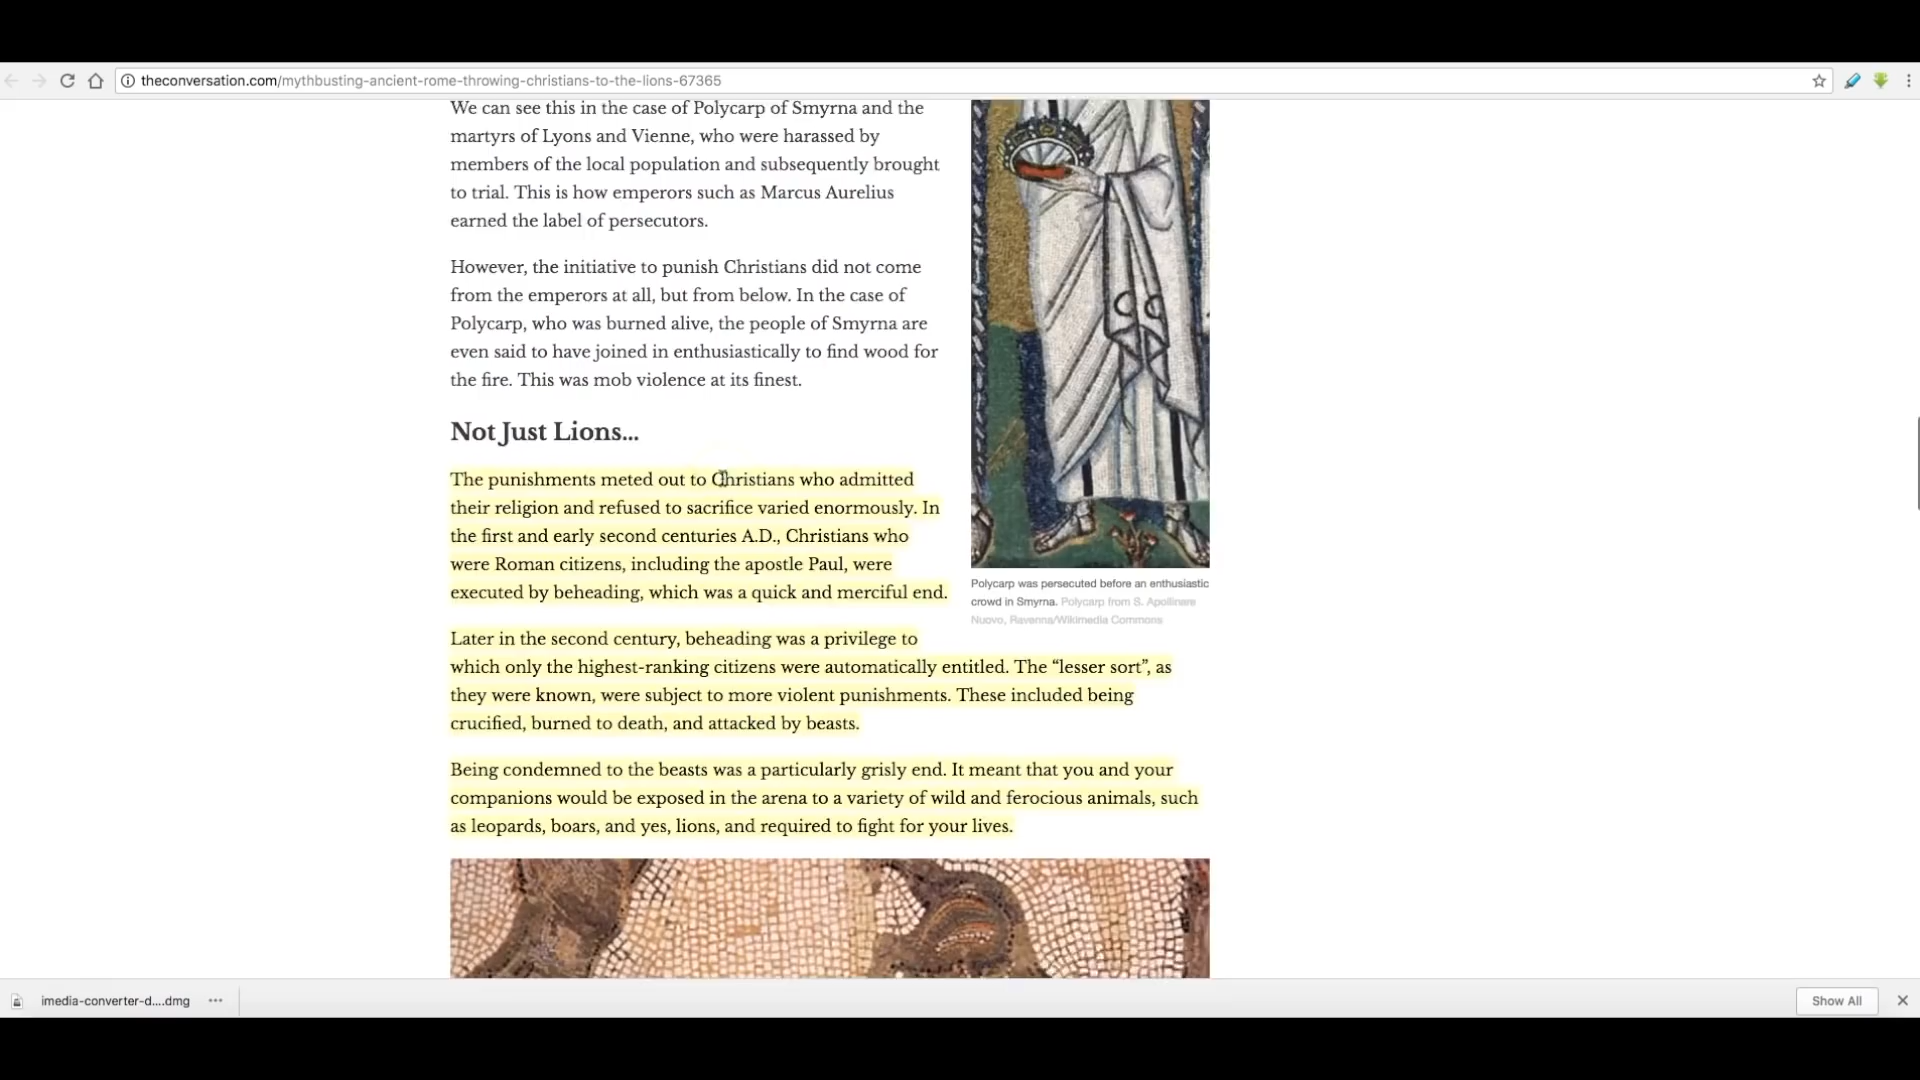 theconversation.com/mythbusting-ancient-rome-throwing-christians-to-the-lions-67365
We can see this in the case of Polycarp of Smyrna and the
martyrs of Lyons and Vienne, who were harassed by
members of the local population and subsequently brought
to trial. This is how emperors such as Marcus Aurelius
earned the label of persecutors.
However, the initiative to punish Christians did not come
from the emperors at all, but from below. In the case of
Polycarp, who was burned alive, the people of Smyrna are
even said to have joined in enthusiastically to find wood for
the fire. This was mob violence at its finest.
Not Just Lions...
The punishments meted out to Christians who admitted
their religion and refused to sacrifice varied enormously. In
the first and early second centuries A.D., Christians who
were Roman citizens, including the apostle Paul, were
executed by beheading, which was a quick and merciful end.
Polycarp was persecuted before an enthusiastic
crowd in Smyrna. Polycarp from S. Apollinare
Nuovo, Ravenna/Wikimedia Commons
Later in the second century, beheading was a privilege to
which only the highest-ranking citizens were automatically entitled. The “lesser sort”, as
they were known, were subject to more violent punishments. These included being
crucified, burned to death, and attacked by beasts.
Being condemned to the beasts was a particularly grisly end. It meant that you and your
companions would be exposed in the arena to a variety of wild and ferocious animals, such
as leopards, boars, and yes, lions, and required to fight for your lives.
imedia-converter-d....dmg
Show All